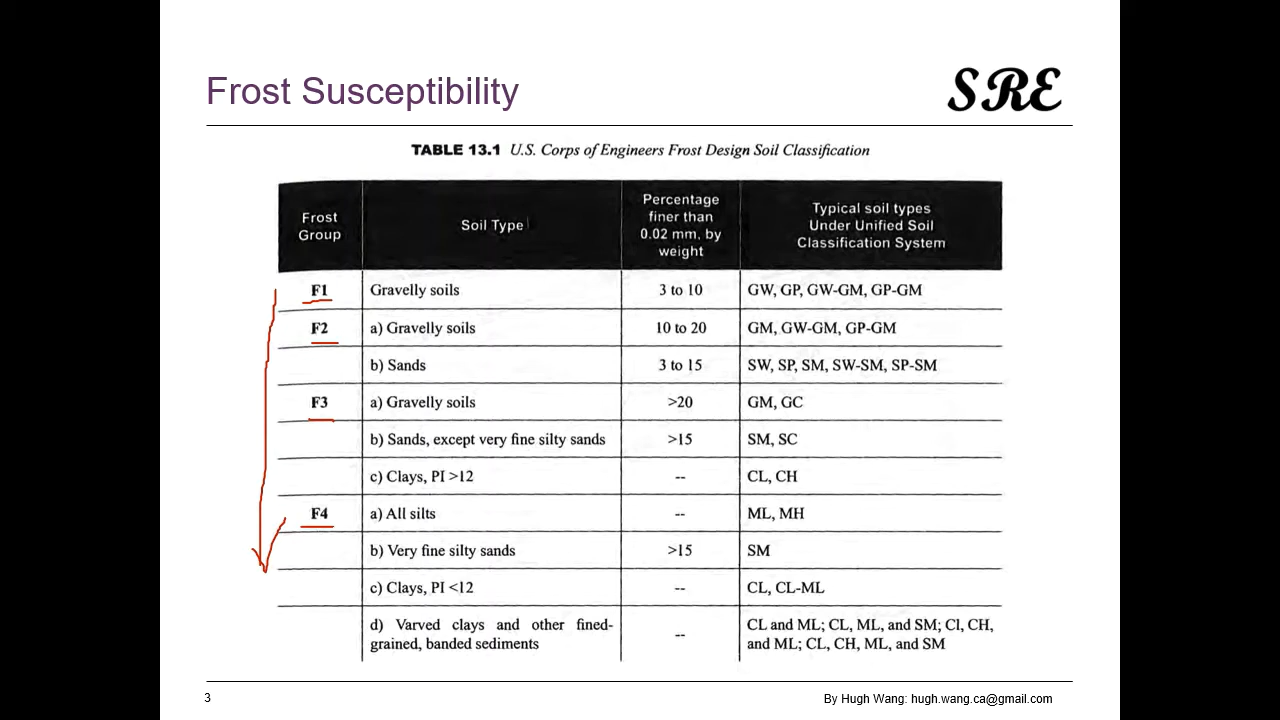 Frost Susceptibility
SRE
TABLE 13.1 U.S. Corps of Engineers Frost Design Soil Classification
Frost Group
Soil Type
Percentage finer than 0.02 mm, by weight
Typical soil types Under Unified Soil Classification System
F1 Gravelly soils 3 to 10 GW, GP, GW-GM, GP-GM
F2 a) Gravelly soils 10 to 20 GM, GW-GM, GP-GM
b) Sands 3 to 15 SW, SP, SM, SW-SM, SP-SM
F3 a) Gravelly soils >20 GM, GC
b) Sands, except very fine silty sands >15 SM, SC
c) Clays, PI >12 -- CL, CH
F4 a) All silts -- ML, MH
b) Very fine silty sands >15 SM
c) Clays, PI <12 -- CL, CL-ML
d) Varved clays and other fined-
grained, banded sediments
--
CL and ML; CL, ML, and SM; Cl, CH,
and ML; CL, CH, ML, and SM
3
By Hugh Wang: hugh.wang.ca@gmail.com